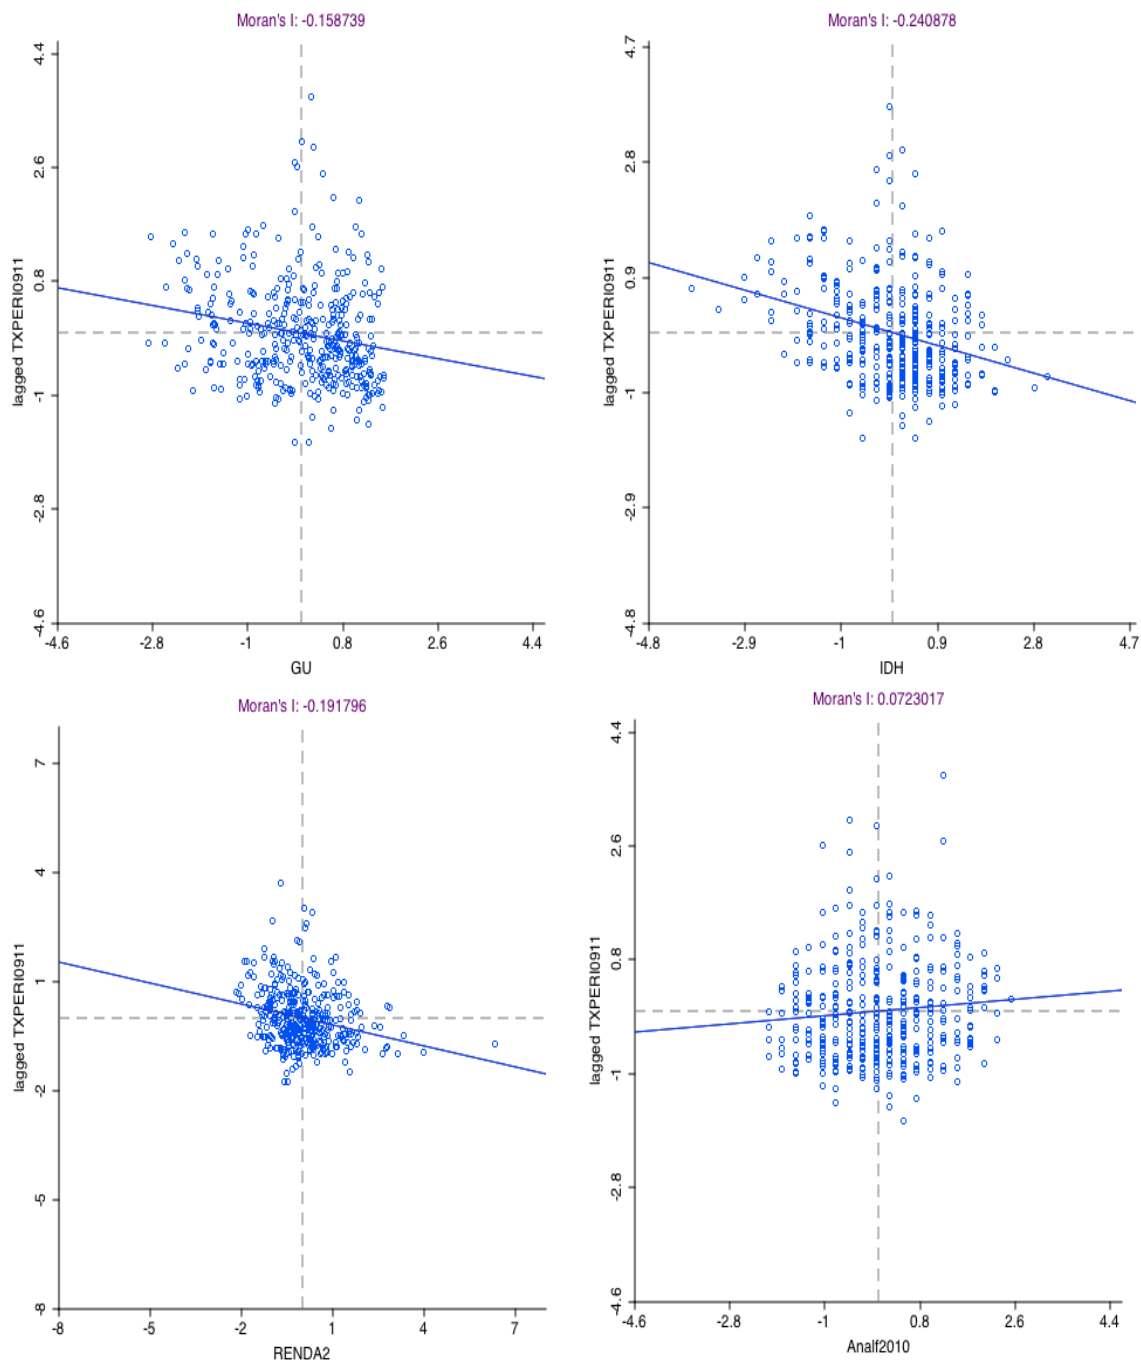 Moran's I: -0.158739
4.4
2.6
0.8
-1
-2.8
-4.6
lagged TXPERI0911
-4.6 -2.8 -1 0.8 2.6 4.4
GU
Moran's I: -0.240878
4.7
2.8
0.9
-1
-2.9
-4.8
lagged TXPERI0911
-4.8 -2.9 -1 0.9 2.8 4.7
IDH
Moran's I: -0.191796
7
4
1
-2
-5
-8
lagged TXPERI0911
-8 -5 -2 1 4 7
RENDA2
Moran's I: 0.0723017
4.4
2.6
0.8
-1
-2.8
-4.6
lagged TXPERI0911
-4.6 -2.8 -1 0.8 2.6 4.4
Analf2010